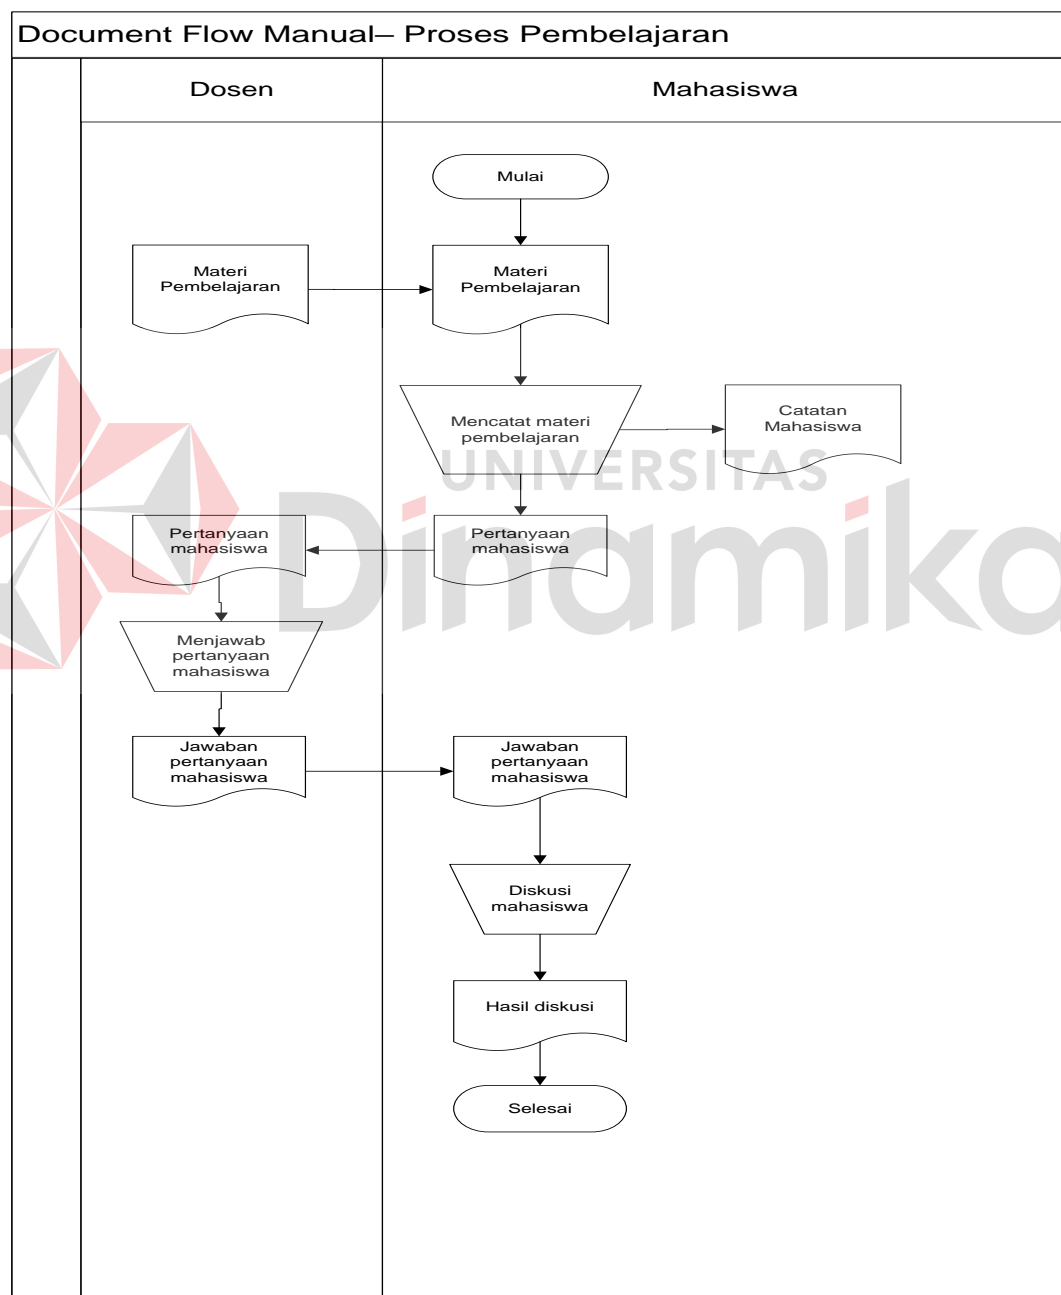 Document Flow Manual– Proses Pembelajaran
Dosen
Mahasiswa
Mulai
Materi
Pembelajaran
Materi
Pembelajaran
Mencatat materi
pembelajaran
Catatan
Mahasiswa
UNIVERSITAS
Dinamika
Pertanyaan
mahasiswa
Pertanyaan
mahasiswa
Menjawab
pertanyaan
mahasiswa
Jawaban
pertanyaan
mahasiswa
Jawaban
pertanyaan
mahasiswa
Diskusi
mahasiswa
Hasil diskusi
Selesai